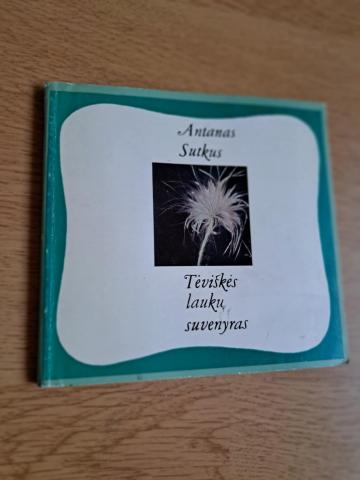 Antanas
Sutkus
Tėviškės
laukų
suvenyras